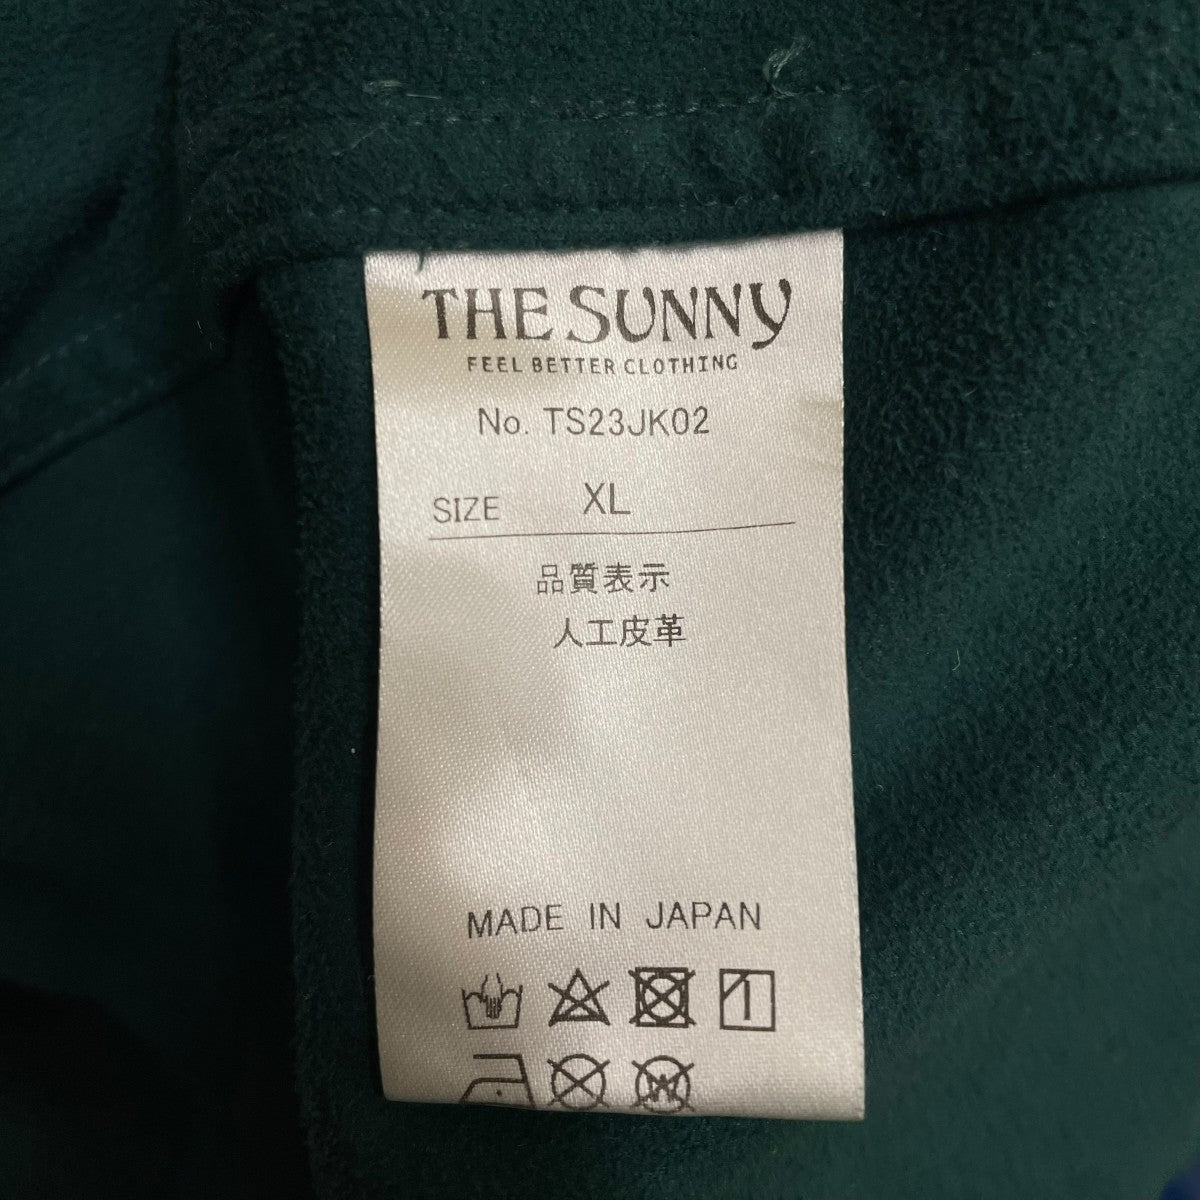 THE SUNNY
FEEL BETTER CLOTHING
No. TS23JK02
SIZE XL
品質表示
人工皮革
MADE IN JAPAN
W